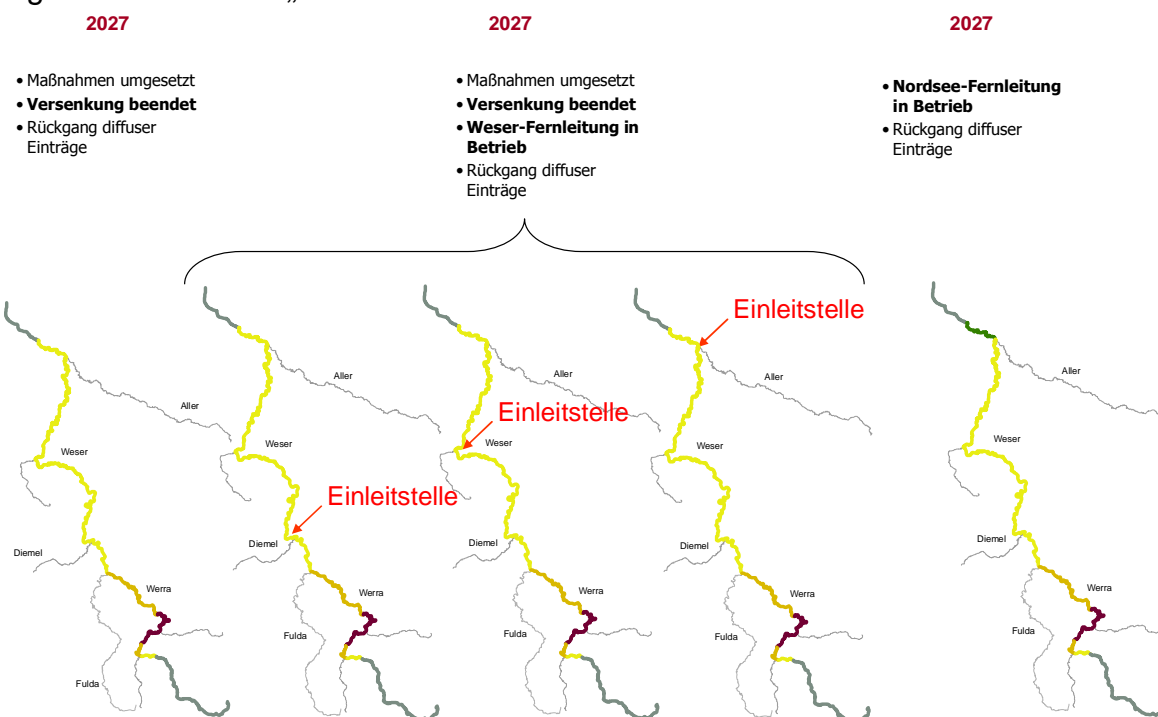 „
2027
• Maßnahmen umgesetzt
• Versenkung beendet
• Rückgang diffuser
Einträge
2027
• Maßnahmen umgesetzt
• Versenkung beendet
• Weser-Fernleitung in
Betrieb
• Rückgang diffuser
Einträge
2027
• Nordsee-Fernleitung
in Betrieb
• Rückgang diffuser
Einträge
Aller
Weser
Diemel
Werra
Fulda
Aller
Weser
Einleitstelle
Diemel
Werra
Fulda
Aller
Einleitstelle
Weser
Diemel
Werra
Fulda
Einleitstelle
Aller
Weser
Diemel
Werra
Fulda
Aller
Weser
Diemel
Werra
Fulda